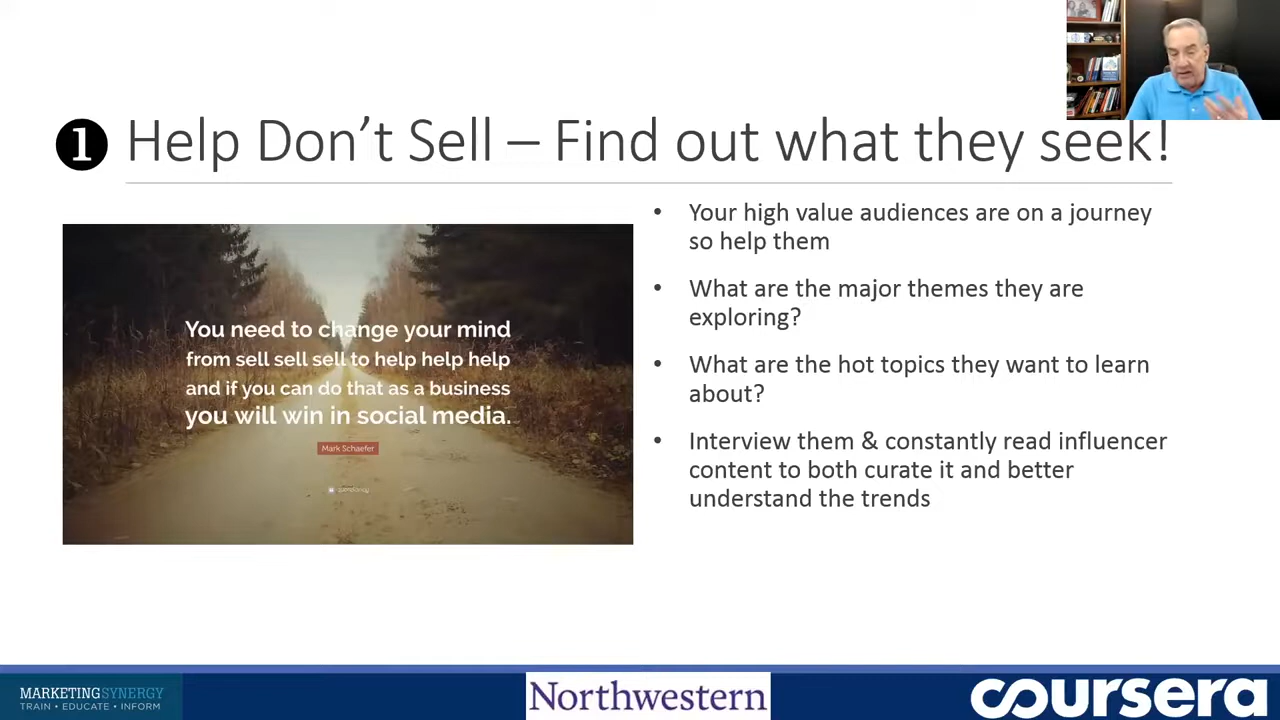 ❶ Help Don’t Sell – Find out what they seek!
You need to change your mind
from sell sell sell to help help help
and if you can do that as a business
you will win in social media.
Mark Schaefer
• Your high value audiences are on a journey
so help them
• What are the major themes they are
exploring?
• What are the hot topics they want to learn
about?
• Interview them & constantly read influencer
content to both curate it and better
understand the trends
MARKETINGSYNERGY
TRAIN • EDUCATE • INFORM
Northwestern
coursera